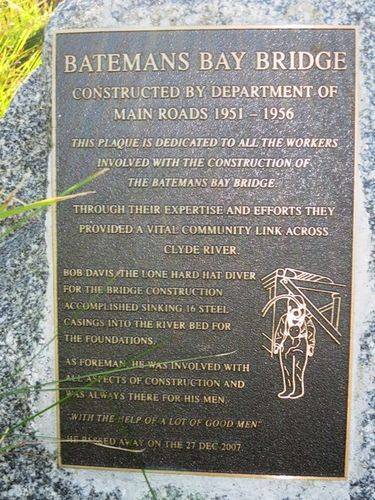 BATEMANS BAY BRIDGE
CONSTRUCTED BY DEPARTMENT OF
MAIN ROADS 1951 – 1956
THIS PLAQUE IS DEDICATED TO ALL THE WORKERS
INVOLVED WITH THE CONSTRUCTION OF
THE BATEMANS BAY BRIDGE.
THROUGH THEIR EXPERTISE AND EFFORTS THEY
PROVIDED A VITAL COMMUNITY LINK ACROSS
CLYDE RIVER.
BOB DAVIS, THE LONE HARD HAT DIVER
FOR THE BRIDGE CONSTRUCTION
ACCOMPLISHED SINKING 16 STEEL
CASINGS INTO THE RIVER BED FOR
THE FOUNDATIONS.
AS FOREMAN, HE WAS INVOLVED WITH
ALL ASPECTS OF CONSTRUCTION AND
WAS ALWAYS THERE FOR HIS MEN.
"WITH THE HELP OF A LOT OF GOOD MEN"
HE PASSED AWAY ON THE 27 DEC 2007.